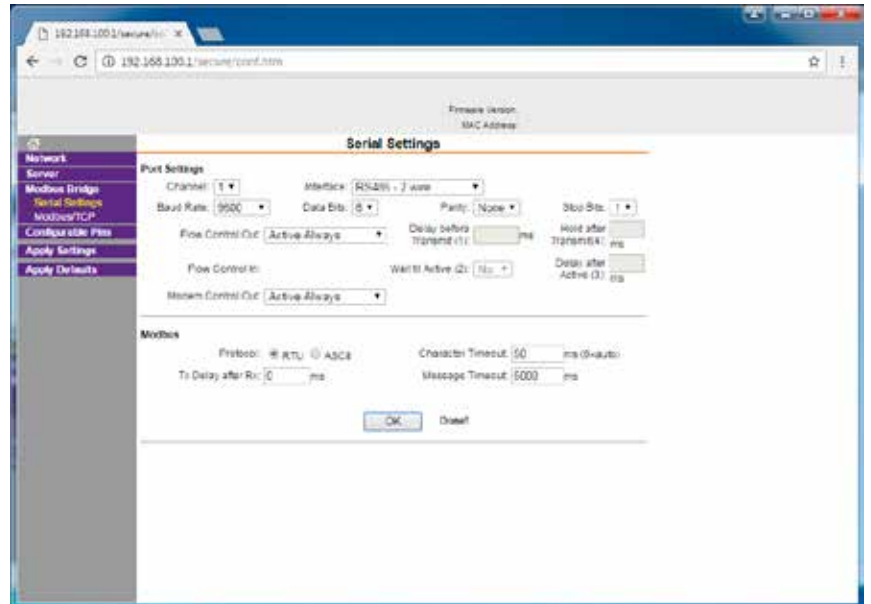 192.168.100.1/secure/
192.168.100.1/secure/conf.htm
Firmware Version:
MAC Address:
Serial Settings
Network
Server
Modbus Bridge
Serial Settings
Modbus/TCP
Configurable Pins
Apply Settings
Apply Defaults
Port Settings
Channel: 1 Interface: RS485 - 2 wire
Baud Rate: 9600 Data Bits: 8 Parity: None Stop Bits: 1
Flow Control Out: Active Always Delay before Transmit (1): ms Hold after Transmit(4): ms
Flow Control In: Wait til Active (2): No Delay after Active (3): ms
Modem Control Out: Active Always
Modbus
Protocol: RTU ASCII Character Timeout: 50 ms (0=auto)
Tx Delay after Rx: 0 ms Message Timeout: 5000 ms
OK Done!